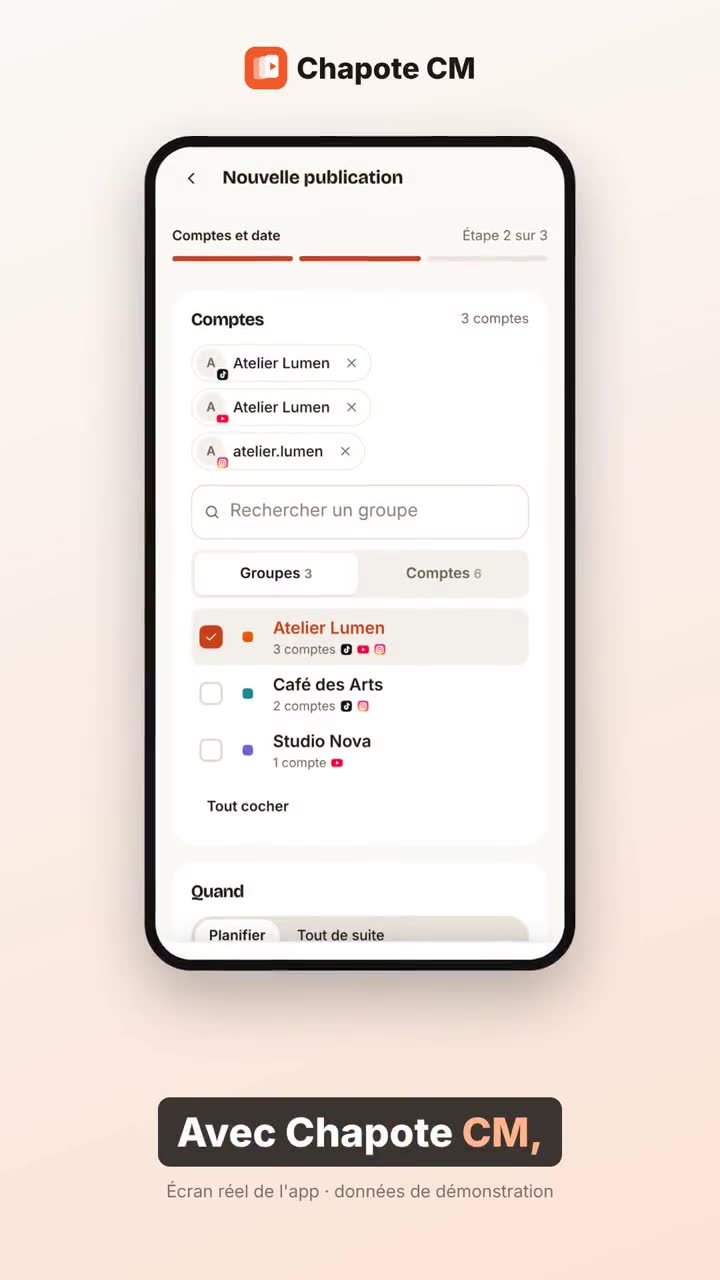 Chapote CM
Nouvelle publication
Comptes et date
Étape 2 sur 3
Comptes
3 comptes
A Atelier Lumen
A Atelier Lumen
A atelier.lumen
Rechercher un groupe
Groupes 3
Comptes 6
Atelier Lumen
3 comptes
Café des Arts
2 comptes
Studio Nova
1 compte
Tout cocher
Quand
Planifier
Tout de suite
Avec Chapote CM,
Écran réel de l'app · données de démonstration